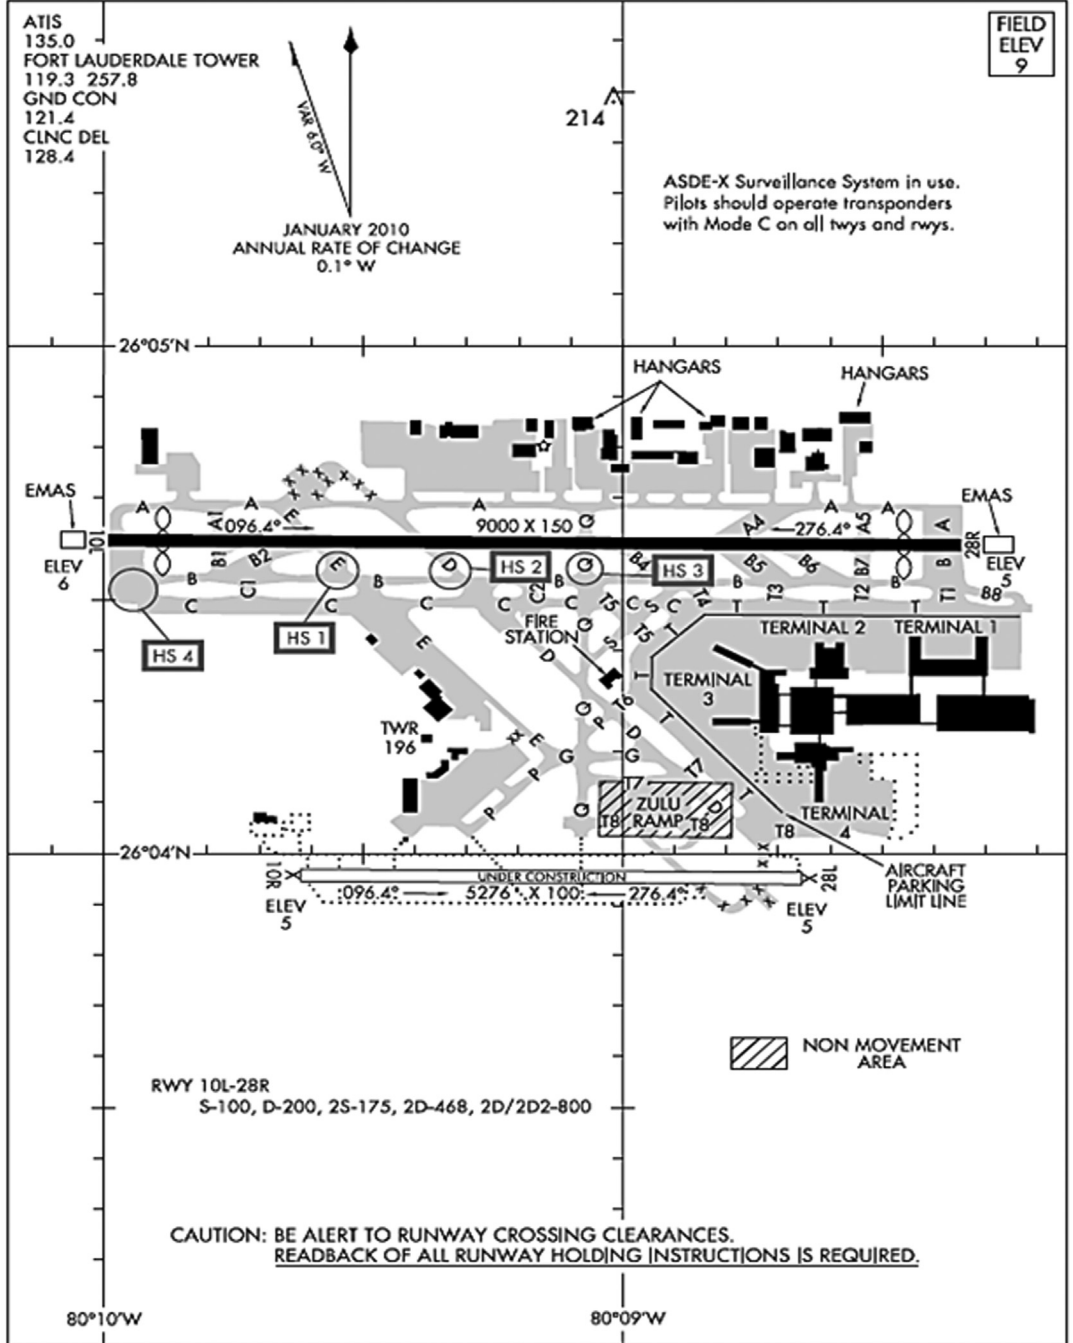 ATIS
135.0
FORT LAUDERDALE TOWER
119.3 257.8
GND CON
121.4
CLNC DEL
128.4
VAR 6.0° W
JANUARY 2010
ANNUAL RATE OF CHANGE
0.1° W
FIELD
ELEV
9
214
ASDE-X Surveillance System in use.
Pilots should operate transponders
with Mode C on all twys and rwys.
26°05'N
HANGARS
HANGARS
EMAS
EMAS
A
A1
A
E
A
Q
A4
A
A5
A
A
096.4°
9000 X 150
276.4°
10L
28R
ELEV
6
ELEV
5
B
B1
B2
C1
E
B
D
HS 2
C2
B
Q
HS 3
B4
B
B5
B6
B7
B
B
B8
C
C
C
C
C
T5
C
S
C
T4
T
T3
T
T2
T
T1
HS 4
HS 1
FIRE
STATION
Q
S
T5
T
TERMINAL 2
TERMINAL 1
E
D
T
TERMINAL
3
TWR
196
E
P
G
Q
P
T6
D
G
T
T7
T7
T
P
Q
ZULU
RAMP
T8
T8
D
T8
TERMINAL
4
26°04'N
10R
UNDER CONSTRUCTION
28L
096.4°
5276 X 100
276.4°
ELEV
5
ELEV
5
AIRCRAFT
PARKING
LIMIT LINE
NON MOVEMENT
AREA
RWY 10L-28R
S-100, D-200, 2S-175, 2D-468, 2D/2D2-800
CAUTION: BE ALERT TO RUNWAY CROSSING CLEARANCES.
READBACK OF ALL RUNWAY HOLDING INSTRUCTIONS IS REQUIRED.
80°10'W
80°09'W